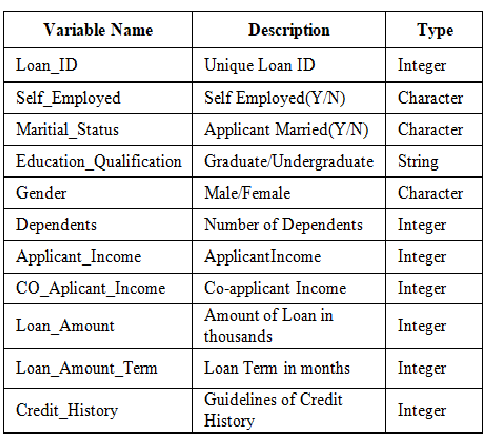 Variable Name Description Type
Loan_ID Unique Loan ID Integer
Self_Employed Self Employed(Y/N) Character
Maritial_Status Applicant Married(Y/N) Character
Education_Qualification Graduate/Undergraduate String
Gender Male/Female Character
Dependents Number of Dependents Integer
Applicant_Income ApplicantIncome Integer
CO_Aplicant_Income Co-applicant Income Integer
Loan_Amount Amount of Loan in
thousands Integer
Loan_Amount_Term Loan Term in months Integer
Credit_History Guidelines of Credit
History Integer